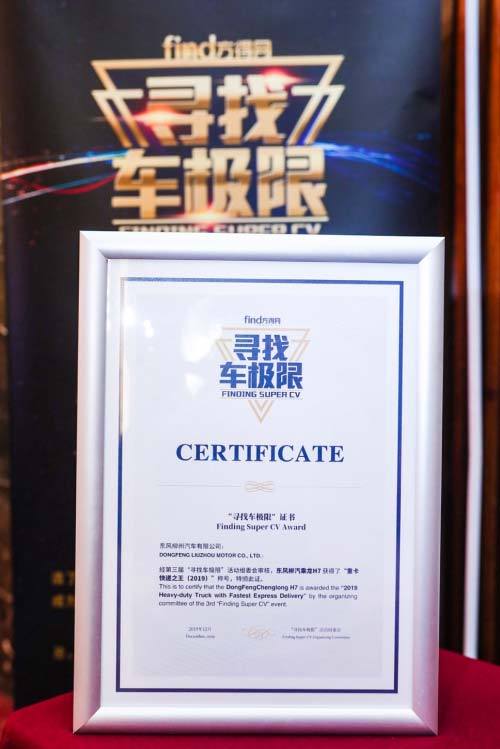 find方得网
寻找
车极限
FINDING SUPER CV
find方得网
寻找
车极限
FINDING SUPER CV
CERTIFICATE
“寻找车极限”证书
Finding Super CV Award
东风柳州汽车有限公司:
DONGFENG LIUZHOU MOTOR CO., LTD.:
经第三届“寻找车极限”活动组委会审核，东风柳汽乘龙H7 获得了“重卡
快递之王（2019）”称号，特颁此证。
This is to certify that the DongFengChenglong H7 is awarded the “2019
Heavy-duty Truck with Fastest Express Delivery” by the organizing
committee of the 3rd “Finding Super CV” event.
2019年12月
December, 2019
“寻找车极限”活动组委会
Finding Super CV Organizing Committee